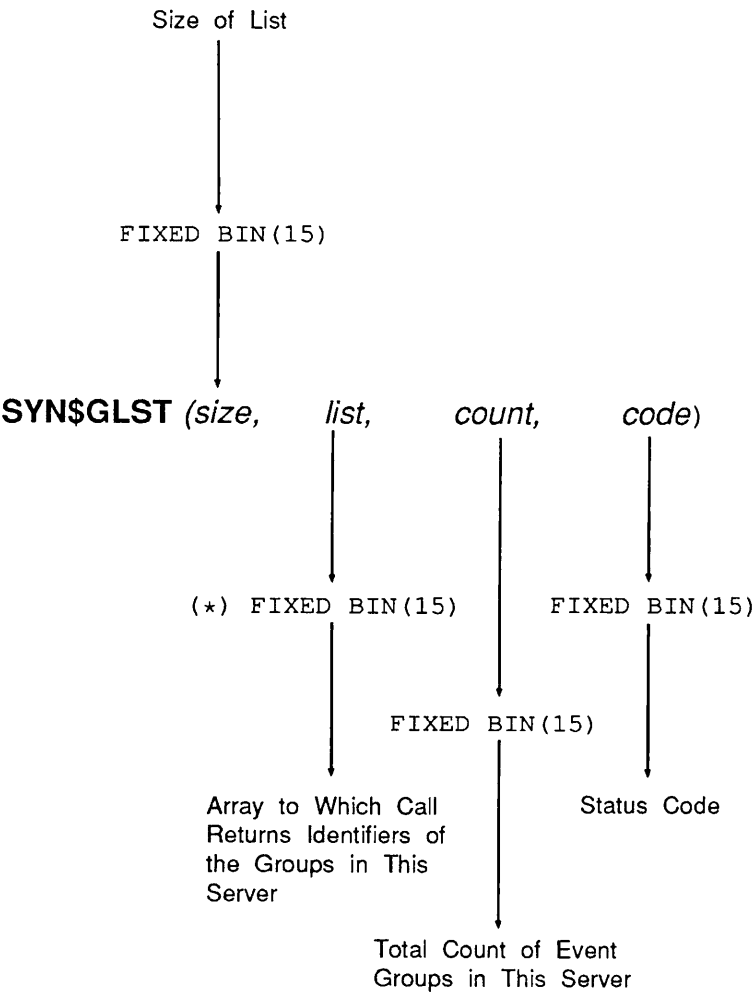 Size of List
FIXED BIN(15)
SYN$GLST (size, list, count, code)
(*) FIXED BIN(15)
FIXED BIN(15)
FIXED BIN(15)
Array to Which Call
Returns Identifiers of
the Groups in This
Server
Status Code
Total Count of Event
Groups in This Server